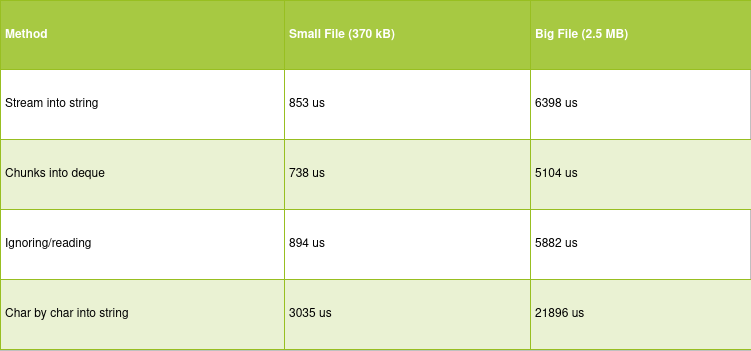 Method Small File (370 kB) Big File (2.5 MB)
Stream into string 853 us 6398 us
Chunks into deque 738 us 5104 us
Ignoring/reading 894 us 5882 us
Char by char into string 3035 us 21896 us